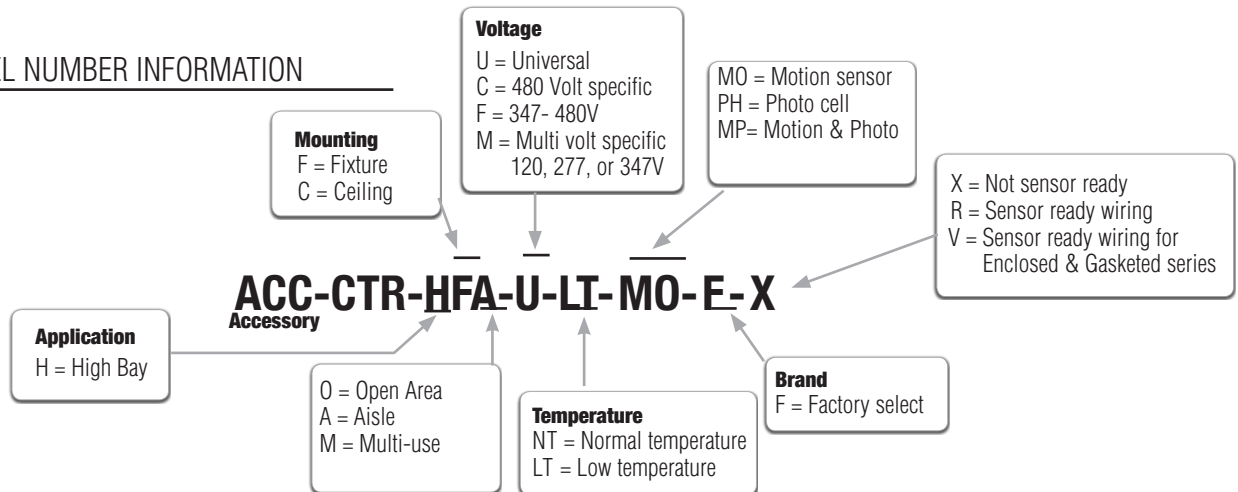 EL NUMBER INFORMATION
Voltage
U = Universal
C = 480 Volt specific
F = 347- 480V
M = Multi volt specific
120, 277, or 347V
MO = Motion sensor
PH = Photo cell
MP= Motion & Photo
Mounting
F = Fixture
C = Ceiling
X = Not sensor ready
R = Sensor ready wiring
V = Sensor ready wiring for
Enclosed & Gasketed series
ACC-CTR-HFA-U-LT-MO-F-X
Accessory
Application
H = High Bay
O = Open Area
A = Aisle
M = Multi-use
Temperature
NT = Normal temperature
LT = Low temperature
Brand
F = Factory select